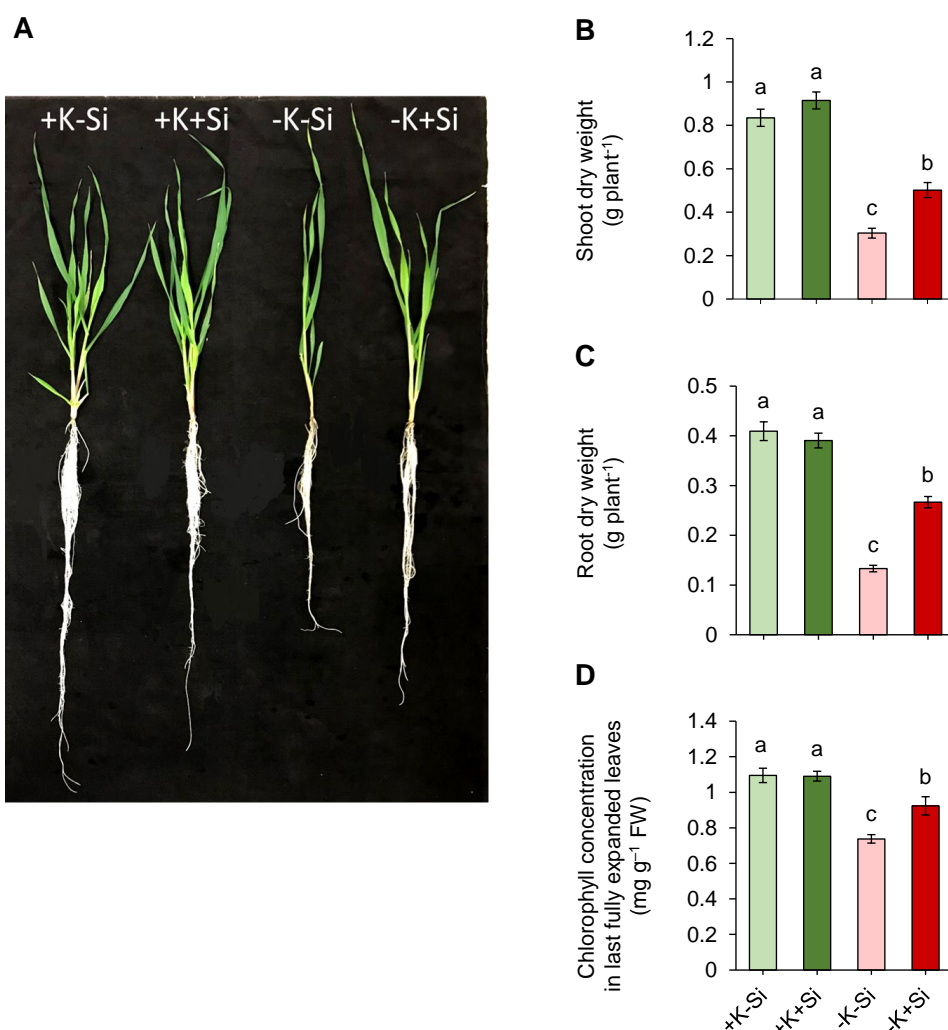 A
+K-Si +K+Si -K-Si -K+Si
B
Shoot dry weight
(g plant⁻¹)
1.2
1
0.8
0.6
0.4
0.2
0
a a c b
C
Root dry weight
(g plant⁻¹)
0.5
0.4
0.3
0.2
0.1
0
a a c b
D
Chlorophyll concentration
in last fully expanded leaves
(mg g⁻¹ FW)
1.4
1.2
1
0.8
0.6
0.4
0.2
0
a a c b
+K-Si +K+Si -K-Si -K+Si